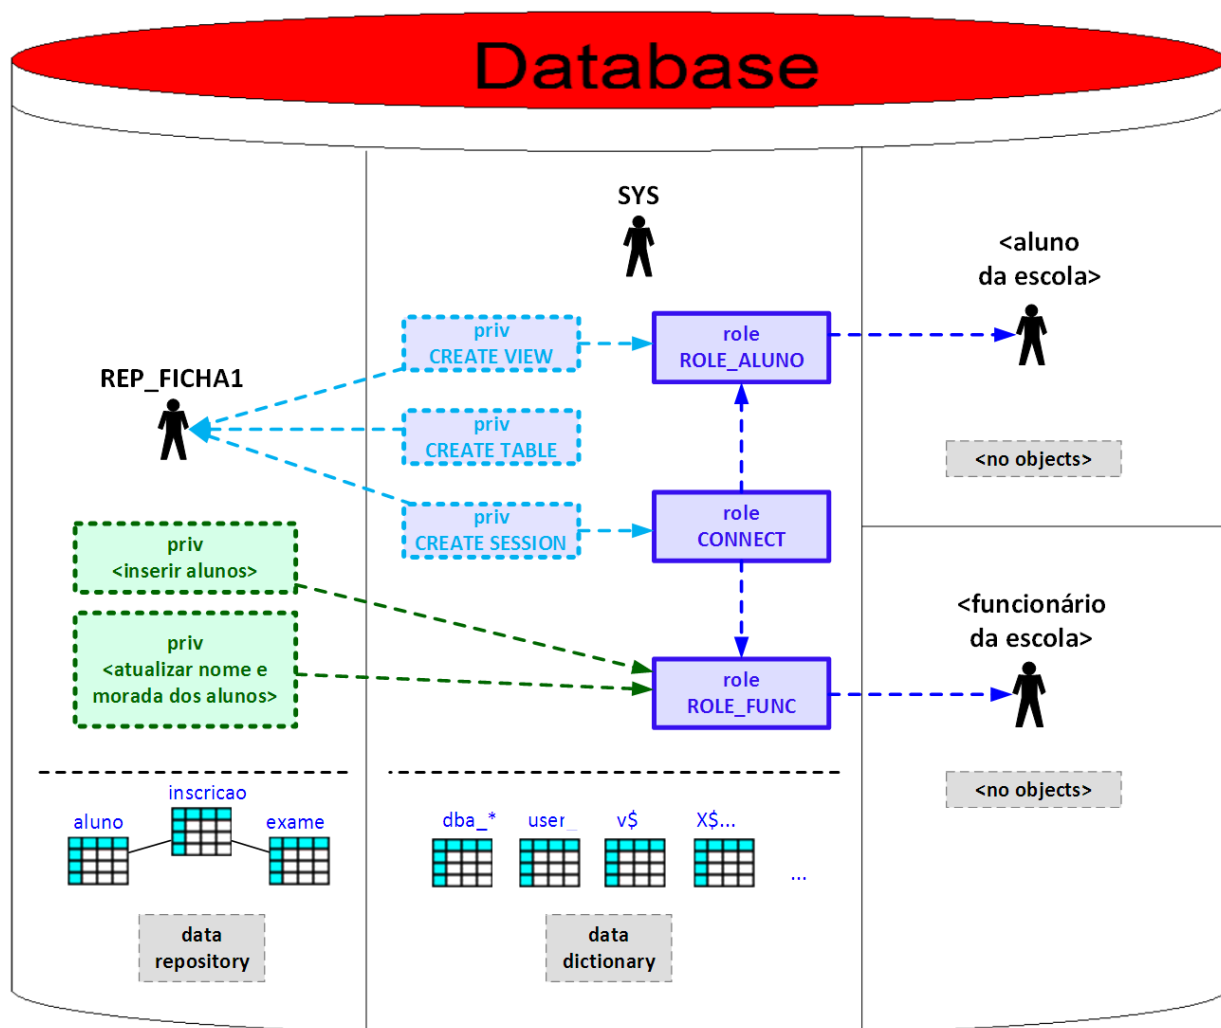 Database
REP_FICHA1
priv
<inserir alunos>
priv
<atualizar nome e
morada dos alunos>
aluno
inscricao
exame
data
repository
SYS
priv
CREATE VIEW
priv
CREATE TABLE
priv
CREATE SESSION
role
ROLE_ALUNO
role
CONNECT
role
ROLE_FUNC
dba_*
user_
v$
X$...
...
data
dictionary
<aluno
da escola>
<no objects>
<funcionário
da escola>
<no objects>